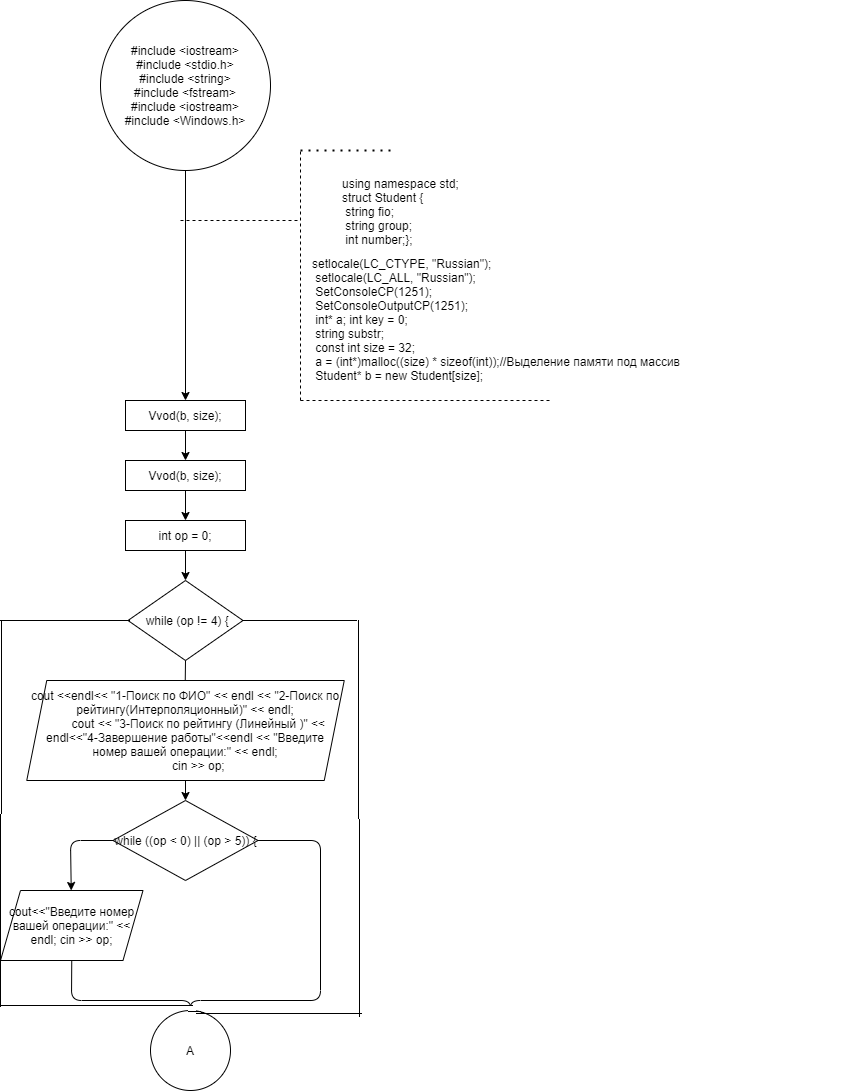 #include <iostream>
#include <stdio.h>
#include <string>
#include <fstream>
#include <iostream>
#include <Windows.h>
using namespace std;
struct Student {
string fio;
string group;
int number;};
setlocale(LC_CTYPE, "Russian");
setlocale(LC_ALL, "Russian");
SetConsoleCP(1251);
SetConsoleOutputCP(1251);
int* a; int key = 0;
string substr;
const int size = 32;
a = (int*)malloc((size) * sizeof(int));//Выделение памяти под массив
Student* b = new Student[size];
Vvod(b, size);
Vvod(b, size);
int op = 0;
while (op != 4) {
cout <<endl<< "1-Поиск по ФИО" << endl << "2-Поиск по
рейтингу(Интерполяционный)" << endl;
cout << "3-Поиск по рейтингу (Линейный )" <<
endl<<"4-Завершение работы"<<endl << "Введите
номер вашей операции:" << endl;
cin >> op;
while ((op < 0) || (op > 5)) {
cout<<"Введите номер
вашей операции:" <<
endl; cin >> op;
A